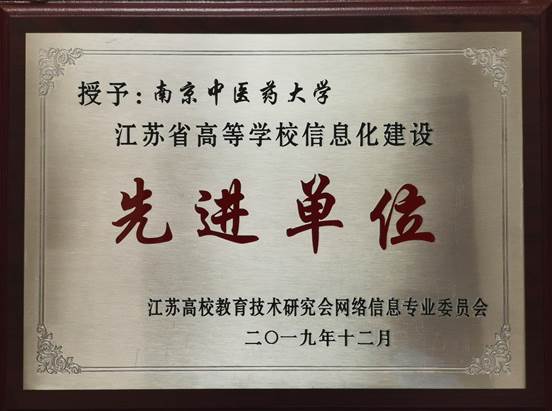 授予:南京中医药大学
江苏省高等学校信息化建设
先进单位
江苏高校教育技术研究会网络信息专业委员会
二〇一九年十二月